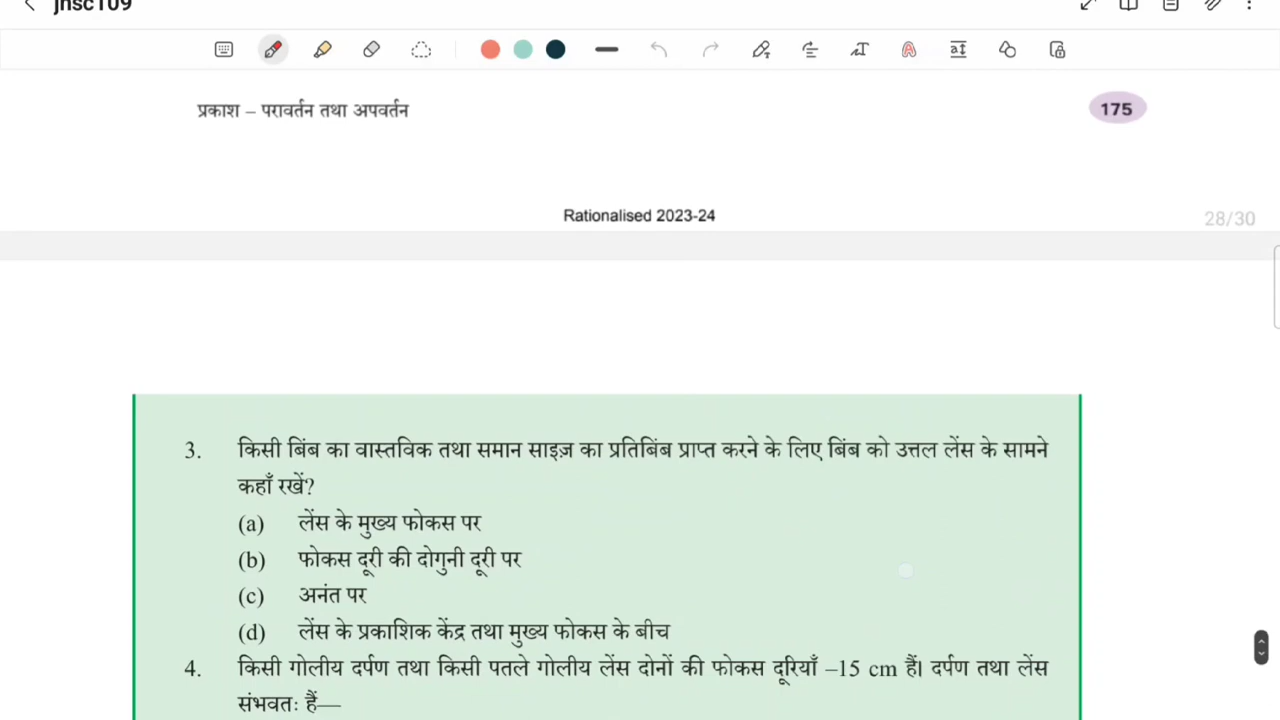 jhsc109
प्रकाश – परावर्तन तथा अपवर्तन
175
Rationalised 2023-24
28/30
3. किसी बिंब का वास्तविक तथा समान साइज़ का प्रतिबिंब प्राप्त करने के लिए बिंब को उत्तल लेंस के सामने
कहाँ रखें?
(a) लेंस के मुख्य फोकस पर
(b) फोकस दूरी की दोगुनी दूरी पर
(c) अनंत पर
(d) लेंस के प्रकाशिक केंद्र तथा मुख्य फोकस के बीच
4. किसी गोलीय दर्पण तथा किसी पतले गोलीय लेंस दोनों की फोकस दूरियाँ –15 cm हैं। दर्पण तथा लेंस
संभवतः हैं—